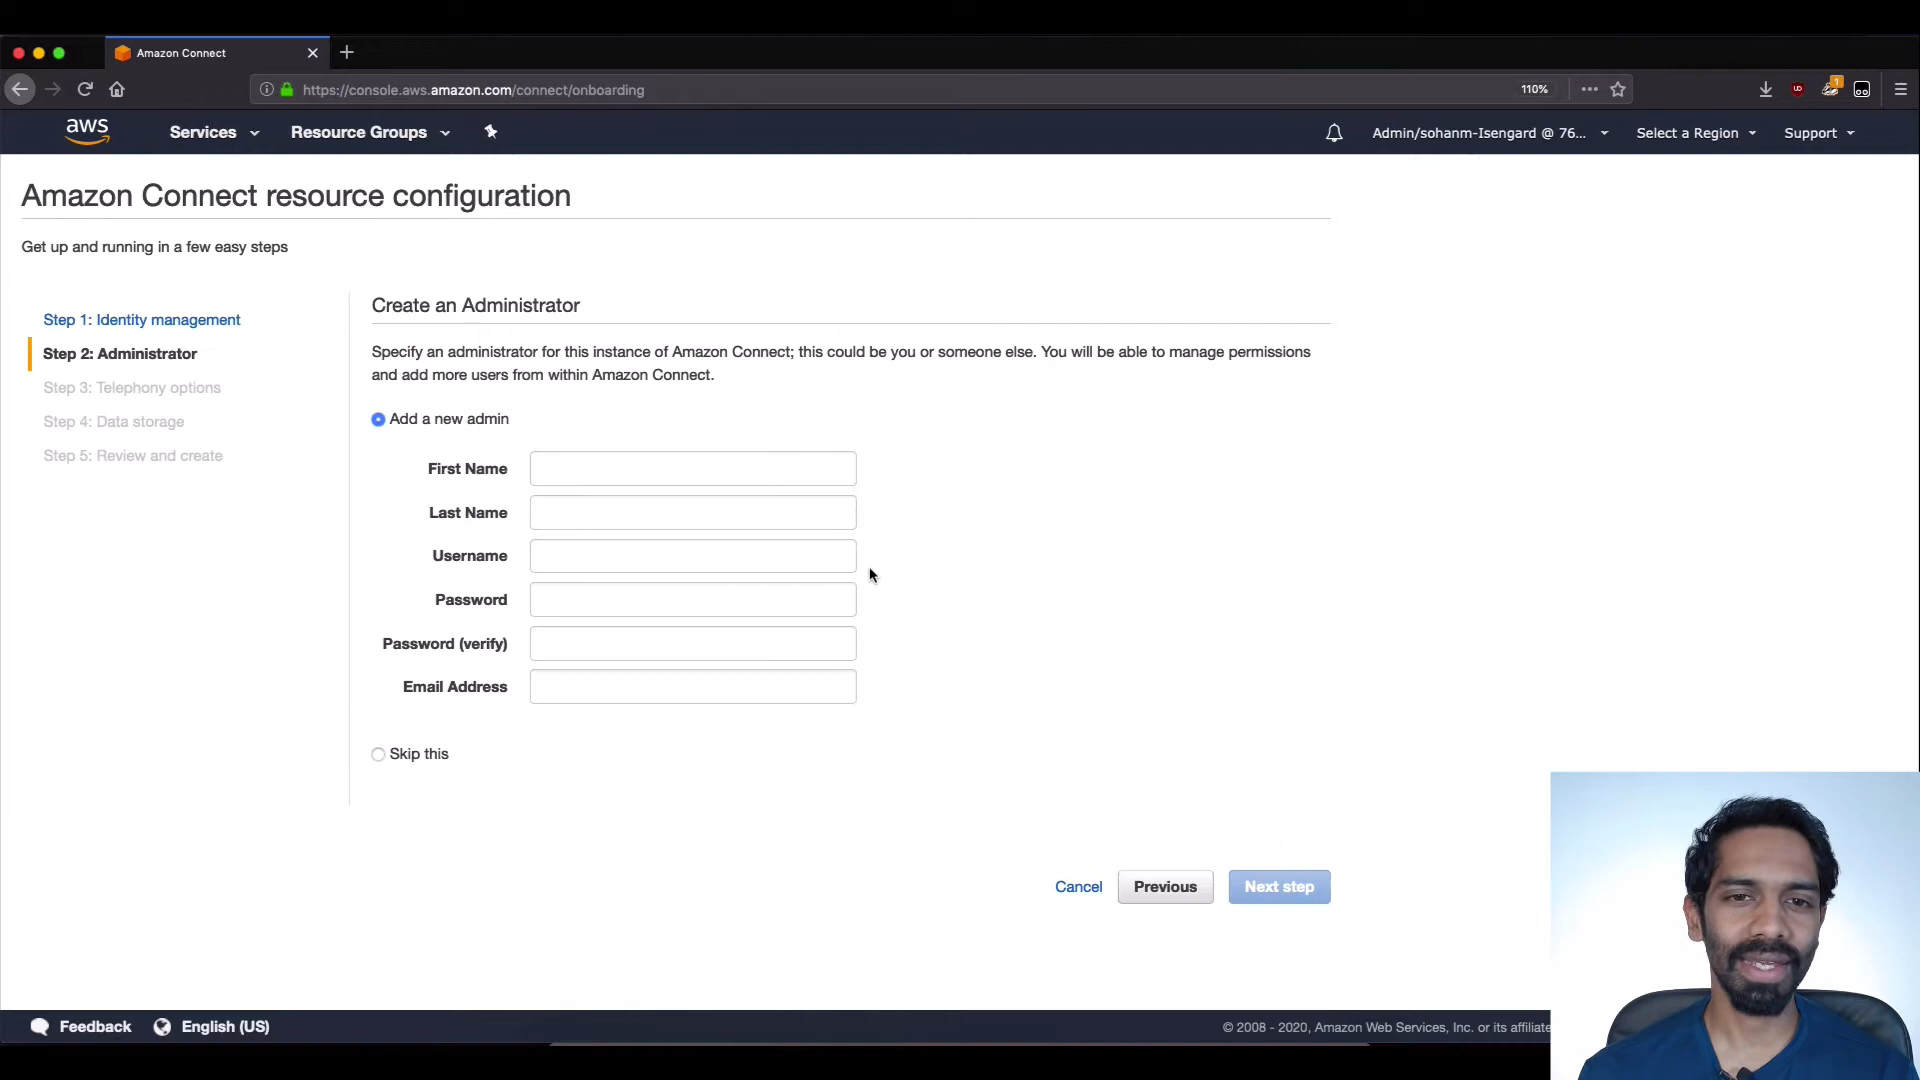 Amazon Connect
https://console.aws.amazon.com/connect/onboarding
110%
1
aws
Services
Resource Groups
Admin/sohanm-Isengard @ 76...
Select a Region
Support
Amazon Connect resource configuration
Get up and running in a few easy steps
Step 1: Identity management
Step 2: Administrator
Step 3: Telephony options
Step 4: Data storage
Step 5: Review and create
Create an Administrator
Specify an administrator for this instance of Amazon Connect; this could be you or someone else. You will be able to manage permissions
and add more users from within Amazon Connect.
Add a new admin
First Name
Last Name
Username
Password
Password (verify)
Email Address
Skip this
Cancel
Previous
Next step
Feedback
English (US)
© 2008 - 2020, Amazon Web Services, Inc. or its affiliate